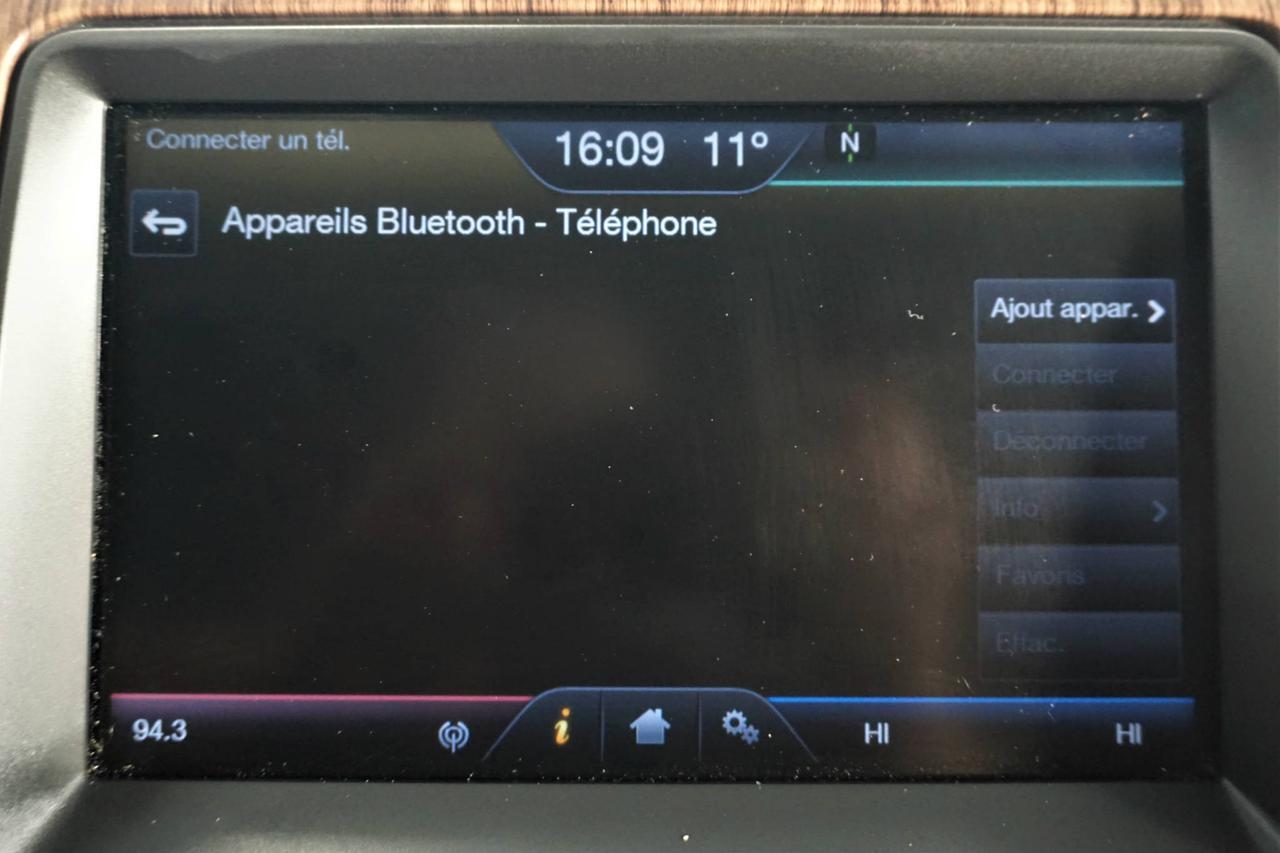 Connecter un tél.
16:09 11° N
Appareils Bluetooth - Téléphone
Ajout appar.
Connecter
Déconnecter
Info
Favoris
Effac.
94.3
HI HI